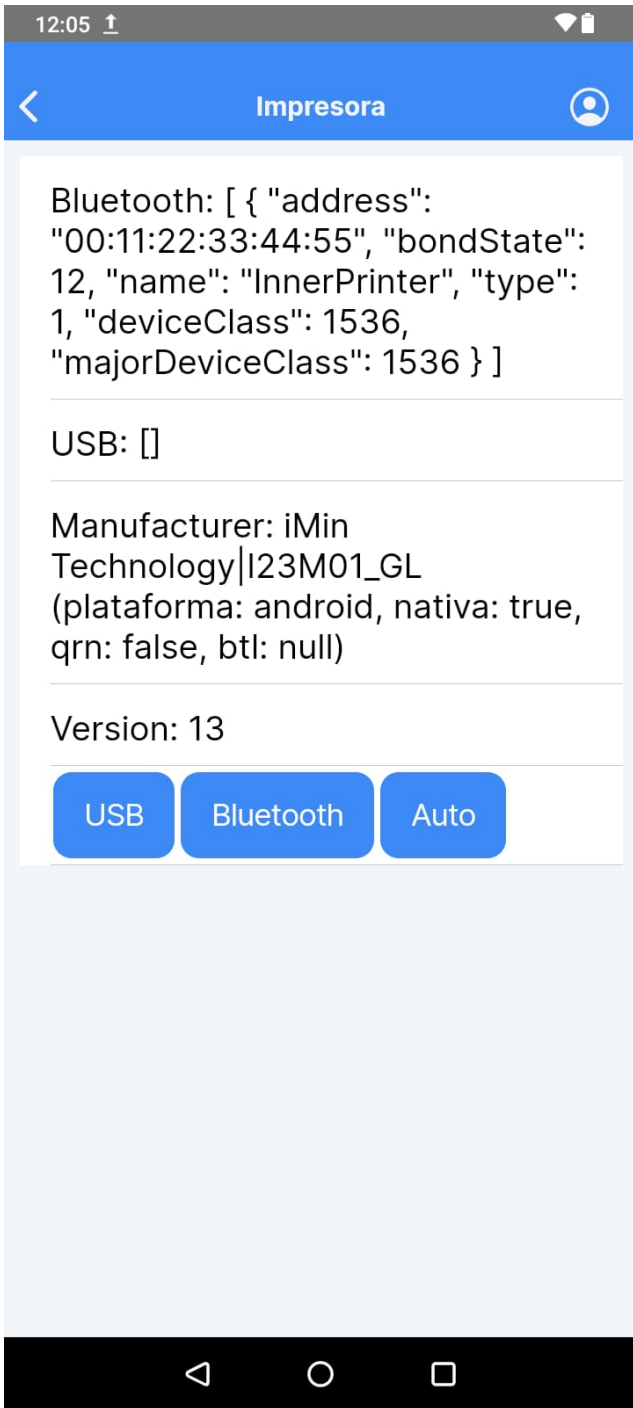 12:05
Impresora
Bluetooth: [ { "address":
"00:11:22:33:44:55", "bondState":
12, "name": "InnerPrinter", "type":
1, "deviceClass": 1536,
"majorDeviceClass": 1536 } ]
USB: []
Manufacturer: iMin
Technology|I23M01_GL
(plataforma: android, nativa: true,
qrn: false, btl: null)
Version: 13
USB Bluetooth Auto